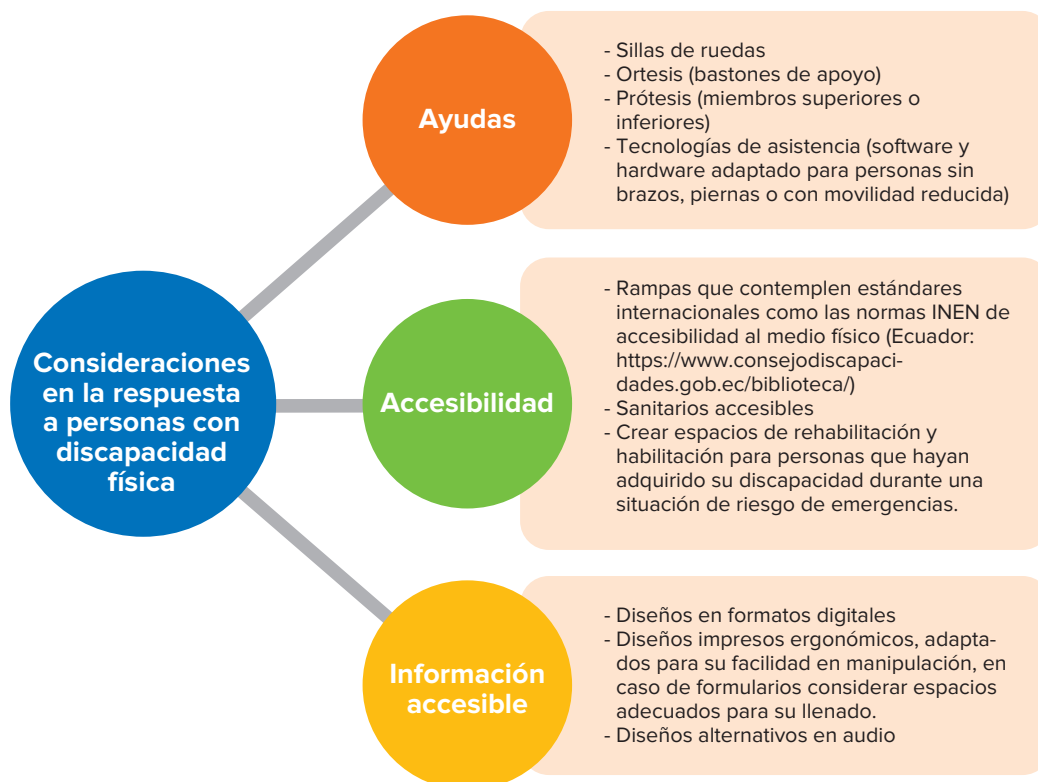 Consideraciones
en la respuesta
a personas con
discapacidad
física
Ayudas
- Sillas de ruedas
- Ortesis (bastones de apoyo)
- Prótesis (miembros superiores o
inferiores)
- Tecnologías de asistencia (software y
hardware adaptado para personas sin
brazos, piernas o con movilidad reducida)
Accesibilidad
- Rampas que contemplen estándares
internacionales como las normas INEN de
accesibilidad al medio físico (Ecuador:
https://www.consejodiscapaci-
dades.gob.ec/biblioteca/)
- Sanitarios accesibles
- Crear espacios de rehabilitación y
habilitación para personas que hayan
adquirido su discapacidad durante una
situación de riesgo de emergencias.
Información
accesible
- Diseños en formatos digitales
- Diseños impresos ergonómicos, adapta-
dos para su facilidad en manipulación, en
caso de formularios considerar espacios
adecuados para su llenado.
- Diseños alternativos en audio